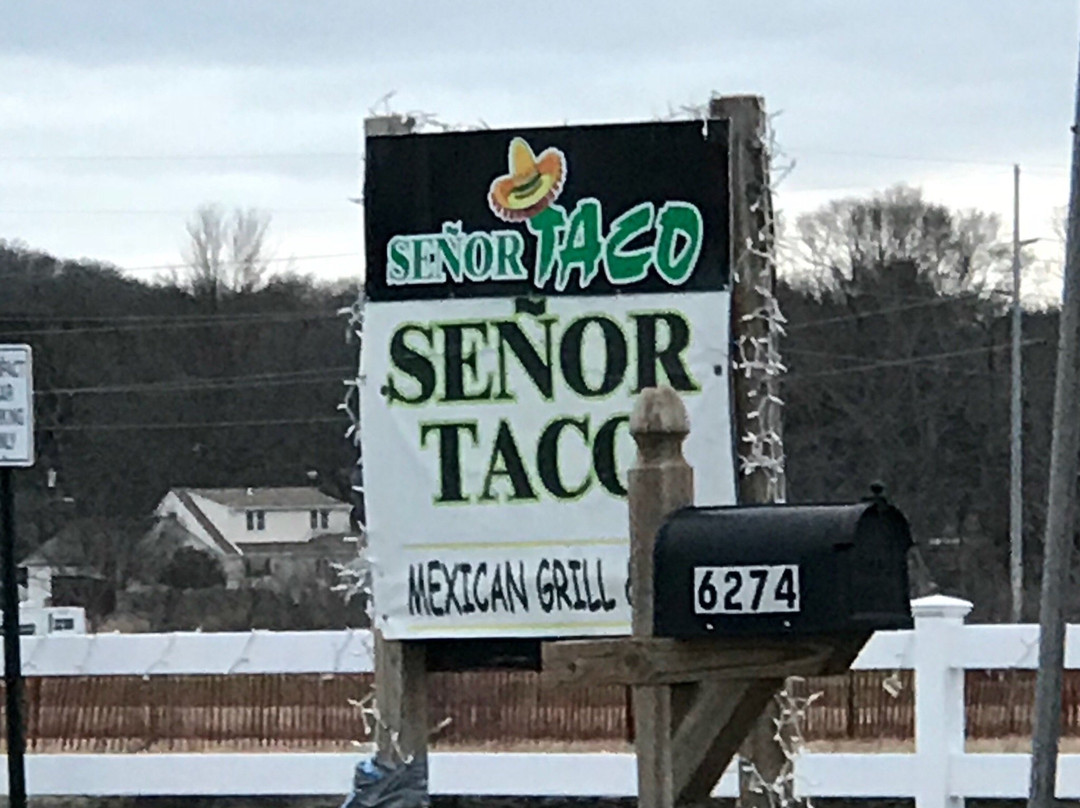 SEÑOR TACO
SEÑOR
TACO
MEXICAN GRILL
6274